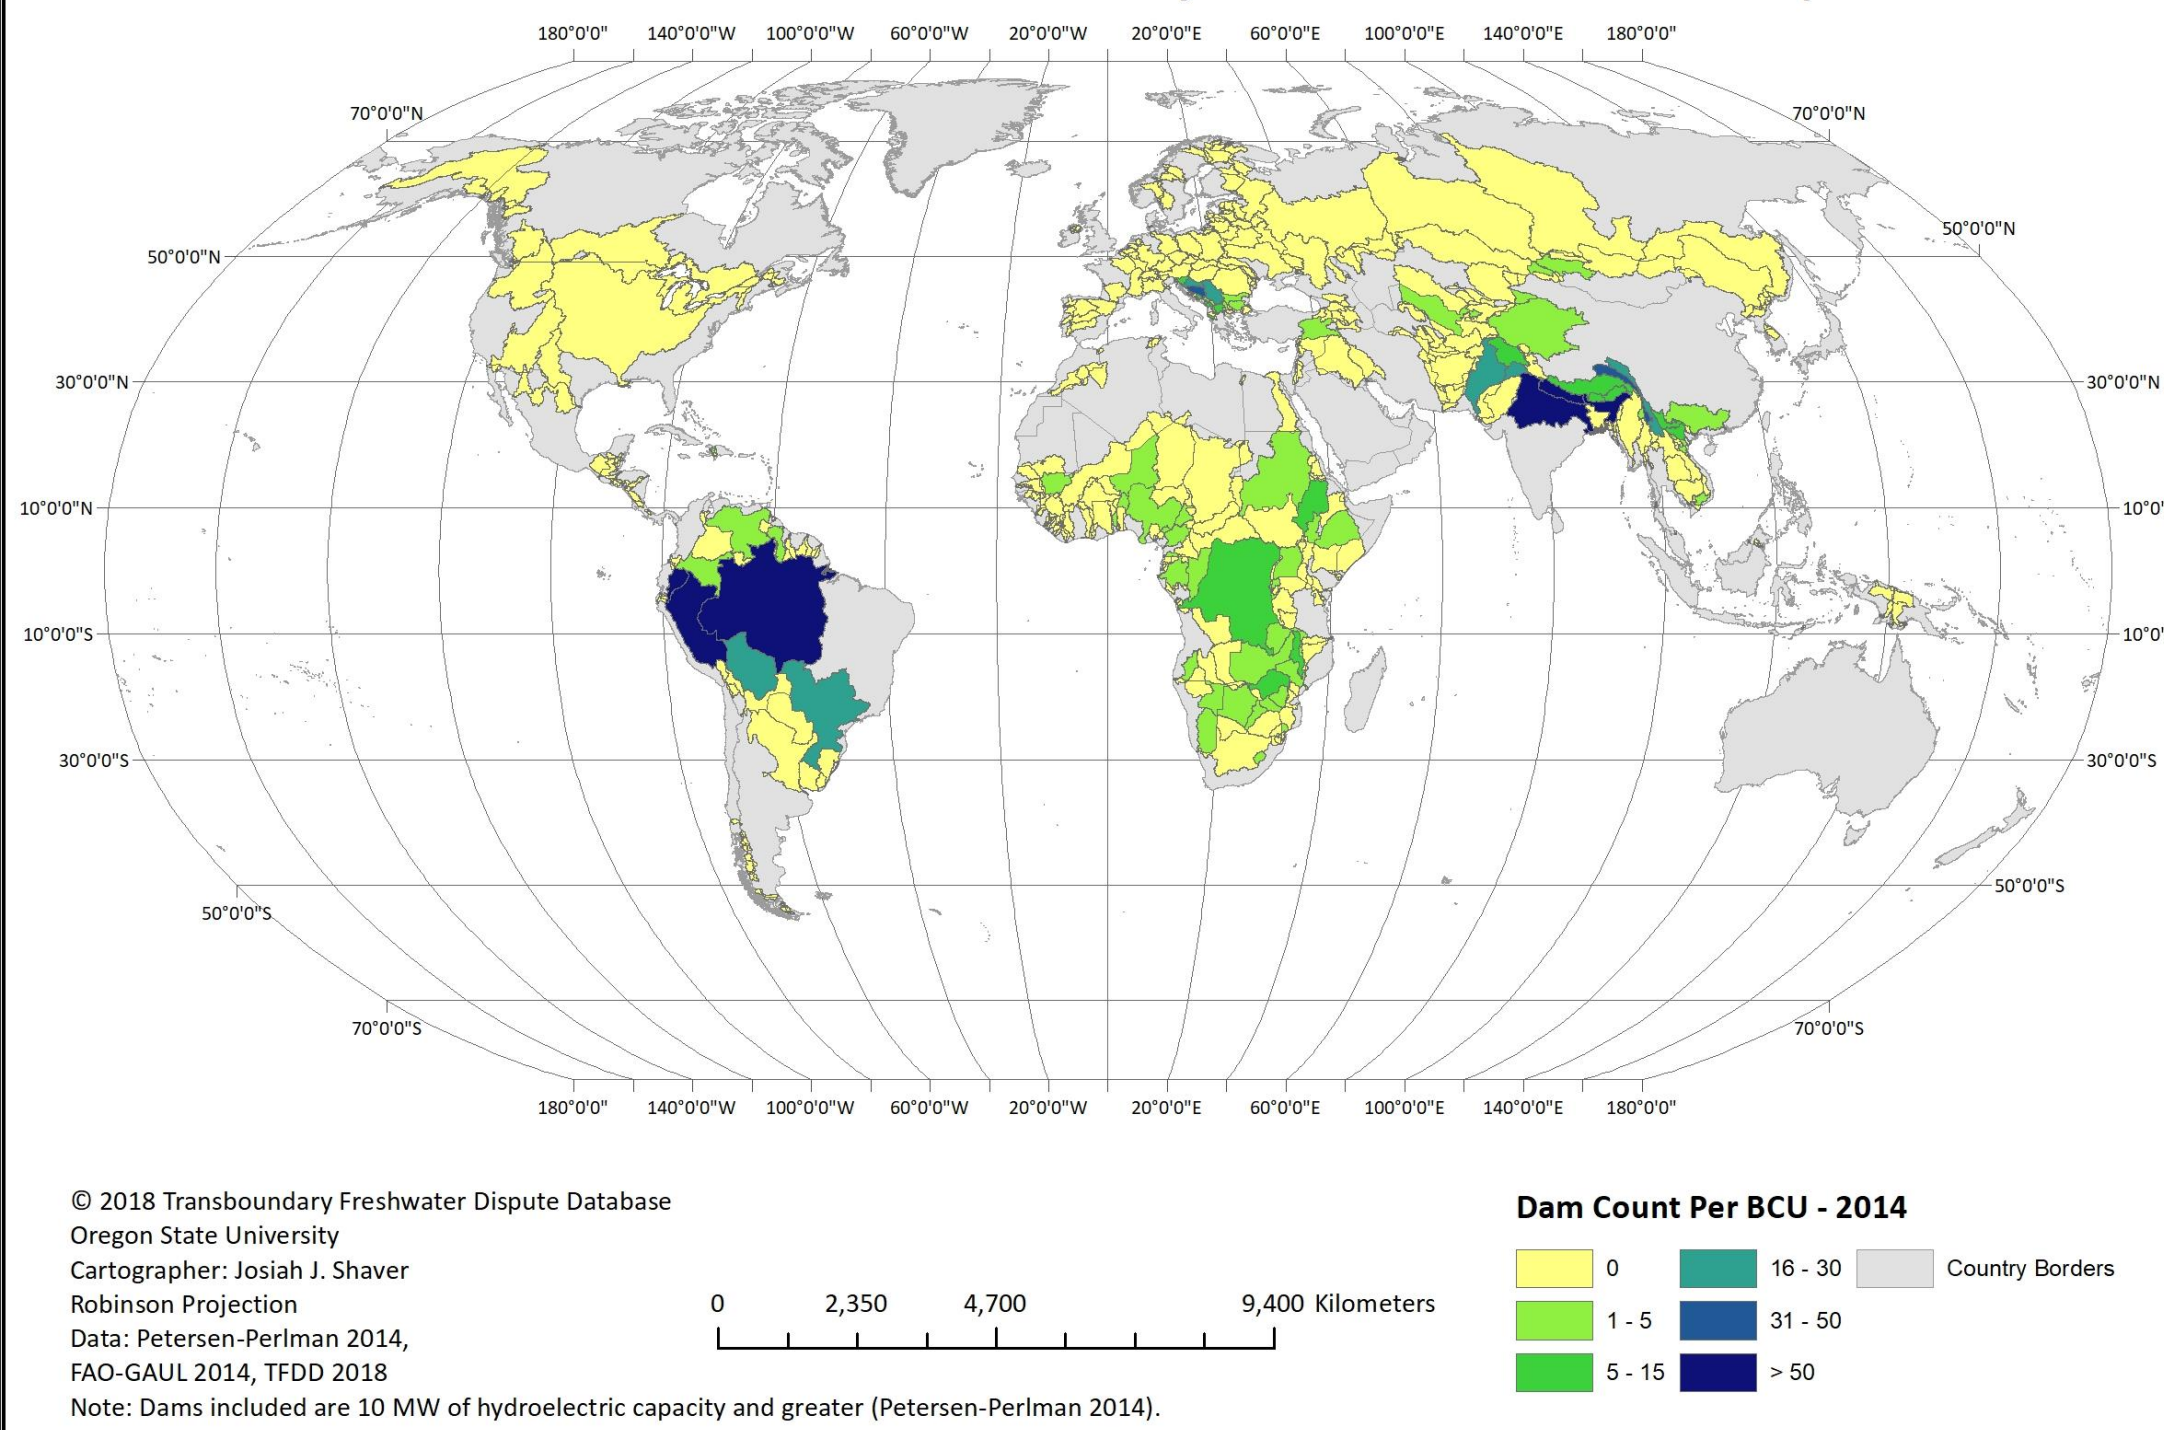 180°0'0" 140°0'0"W 100°0'0"W 60°0'0"W 20°0'0"W 20°0'0"E 60°0'0"E 100°0'0"E 140°0'0"E 180°0'0"
70°0'0"N 70°0'0"N
50°0'0"N 50°0'0"N
30°0'0"N 30°0'0"N
10°0'0"N 10°0'
10°0'0"S 10°0'
30°0'0"S 30°0'0"S
50°0'0"S 50°0'0"S
70°0'0"S 70°0'0"S
180°0'0" 140°0'0"W 100°0'0"W 60°0'0"W 20°0'0"W 20°0'0"E 60°0'0"E 100°0'0"E 140°0'0"E 180°0'0"
© 2018 Transboundary Freshwater Dispute Database
Oregon State University
Cartographer: Josiah J. Shaver
Robinson Projection
Data: Petersen-Perlman 2014,
FAO-GAUL 2014, TFDD 2018
Note: Dams included are 10 MW of hydroelectric capacity and greater (Petersen-Perlman 2014).
0 2,350 4,700 9,400 Kilometers
Dam Count Per BCU - 2014
0 16 - 30 Country Borders
1 - 5 31 - 50
5 - 15 > 50